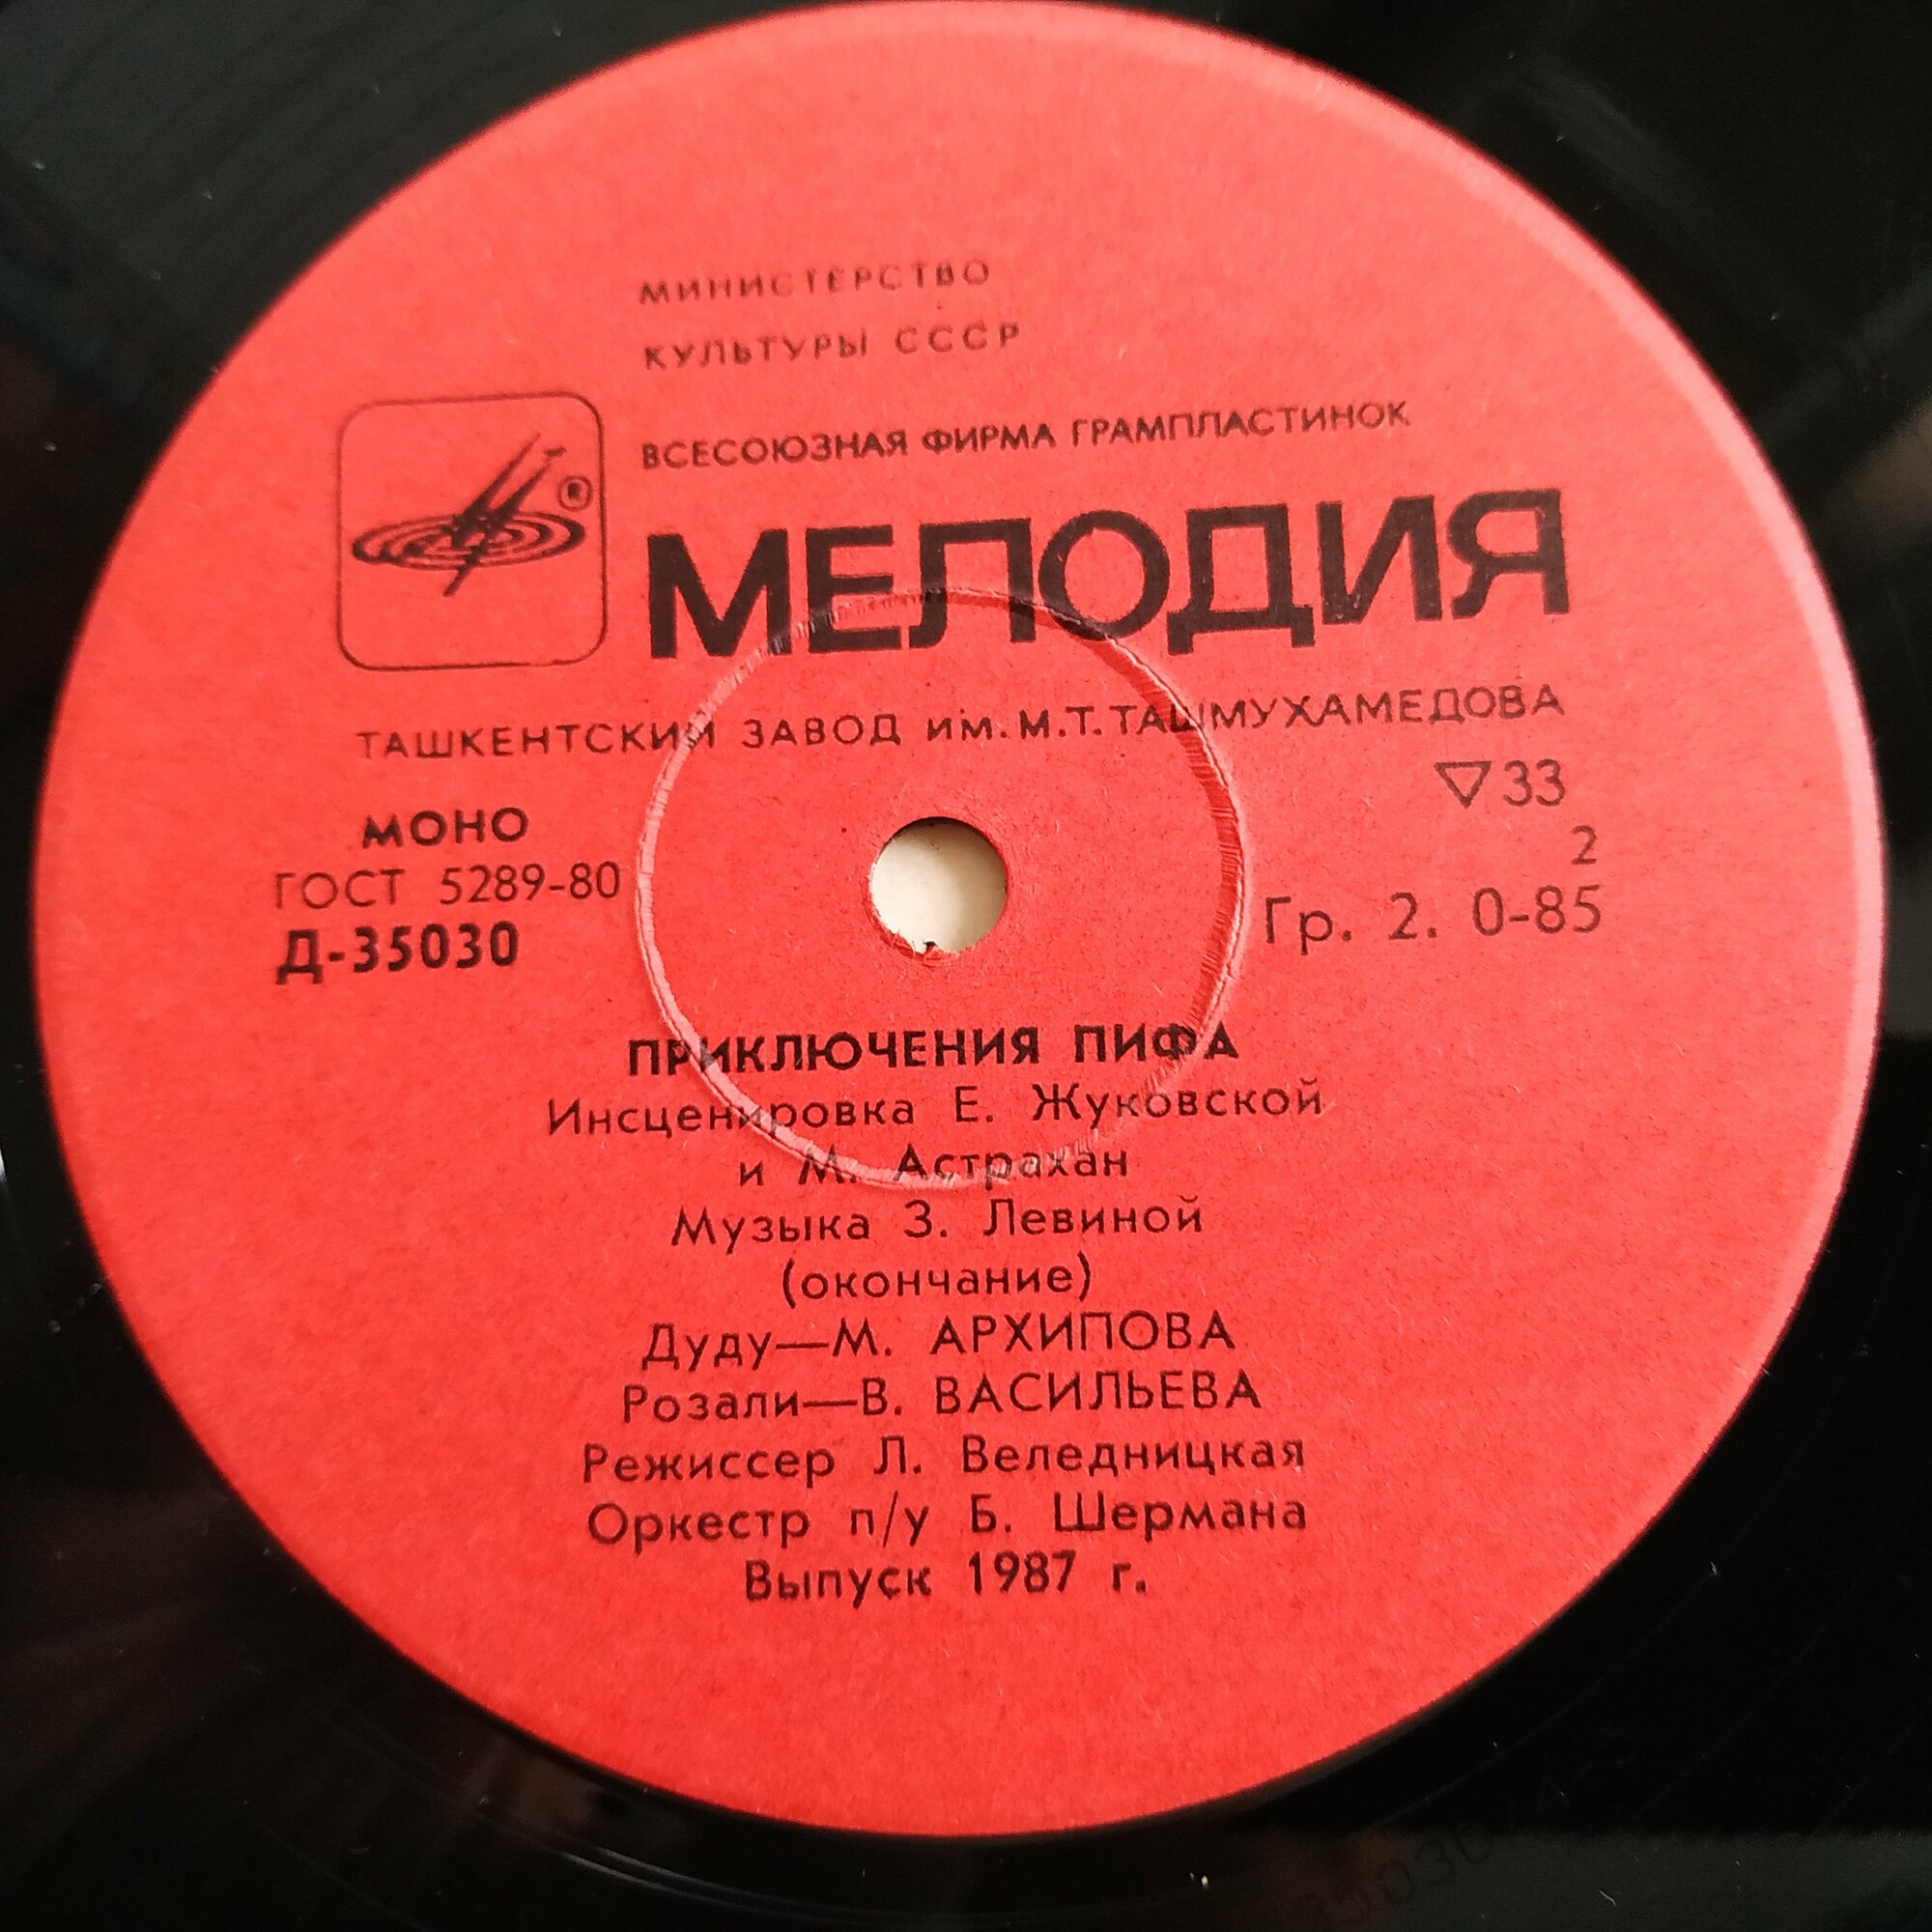 МИНИСТЕРСТВО
КУЛЬТУРЫ СССР
ВСЕСОЮЗНАЯ ФИРМА ГРАМПЛАСТИНОК
®
МЕЛОДИЯ
ТАШКЕНТСКИЙ ЗАВОД ИМ. М.Т. ТАШМУХАМЕДОВА
▽33
МОНО
2
ГОСТ 5289-80
Гр. 2. 0-85
Д-35030
ПРИКЛЮЧЕНИЯ ПИФА
Инсценировка Е. Жуковской
и М. Астрахан
Музыка З. Левиной
(окончание)
Дуду—М. АРХИПОВА
Розали—В. ВАСИЛЬЕВА
Режиссер Л. Веледницкая
Оркестр п/у Б. Шермана
Выпуск 1987 г.